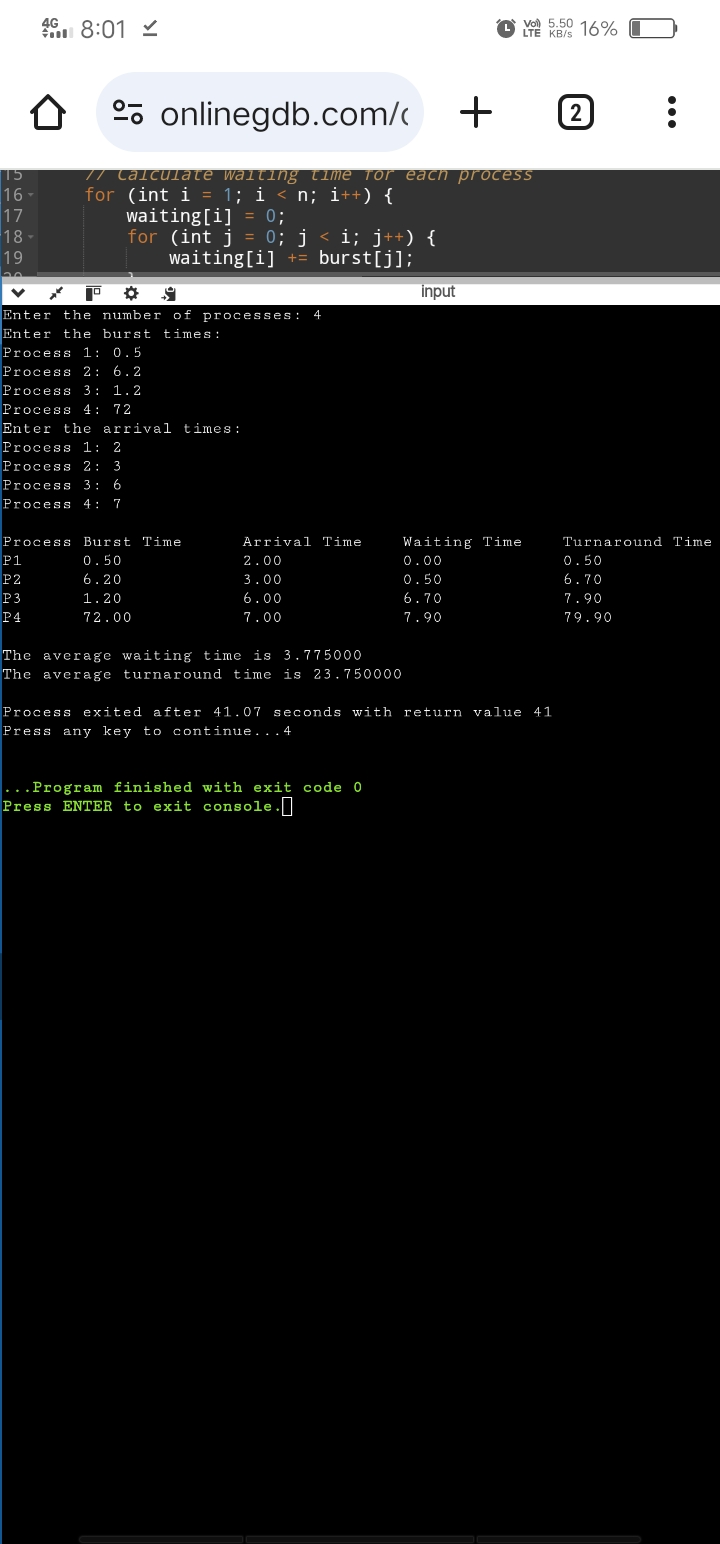 4G 8:01 Vo) LTE 5.50 KB/s 16%
onlinegdb.com/c 2
15 // Calculate waiting time for each process
16 for (int i = 1; i < n; i++) {
17 waiting[i] = 0;
18 for (int j = 0; j < i; j++) {
19 waiting[i] += burst[j];
20 }
input
Enter the number of processes: 4
Enter the burst times:
Process 1: 0.5
Process 2: 6.2
Process 3: 1.2
Process 4: 72
Enter the arrival times:
Process 1: 2
Process 2: 3
Process 3: 6
Process 4: 7
Process Burst Time Arrival Time Waiting Time Turnaround Time
P1 0.50 2.00 0.00 0.50
P2 6.20 3.00 0.50 6.70
P3 1.20 6.00 6.70 7.90
P4 72.00 7.00 7.90 79.90
The average waiting time is 3.775000
The average turnaround time is 23.750000
Process exited after 41.07 seconds with return value 41
Press any key to continue...4
...Program finished with exit code 0
Press ENTER to exit console.